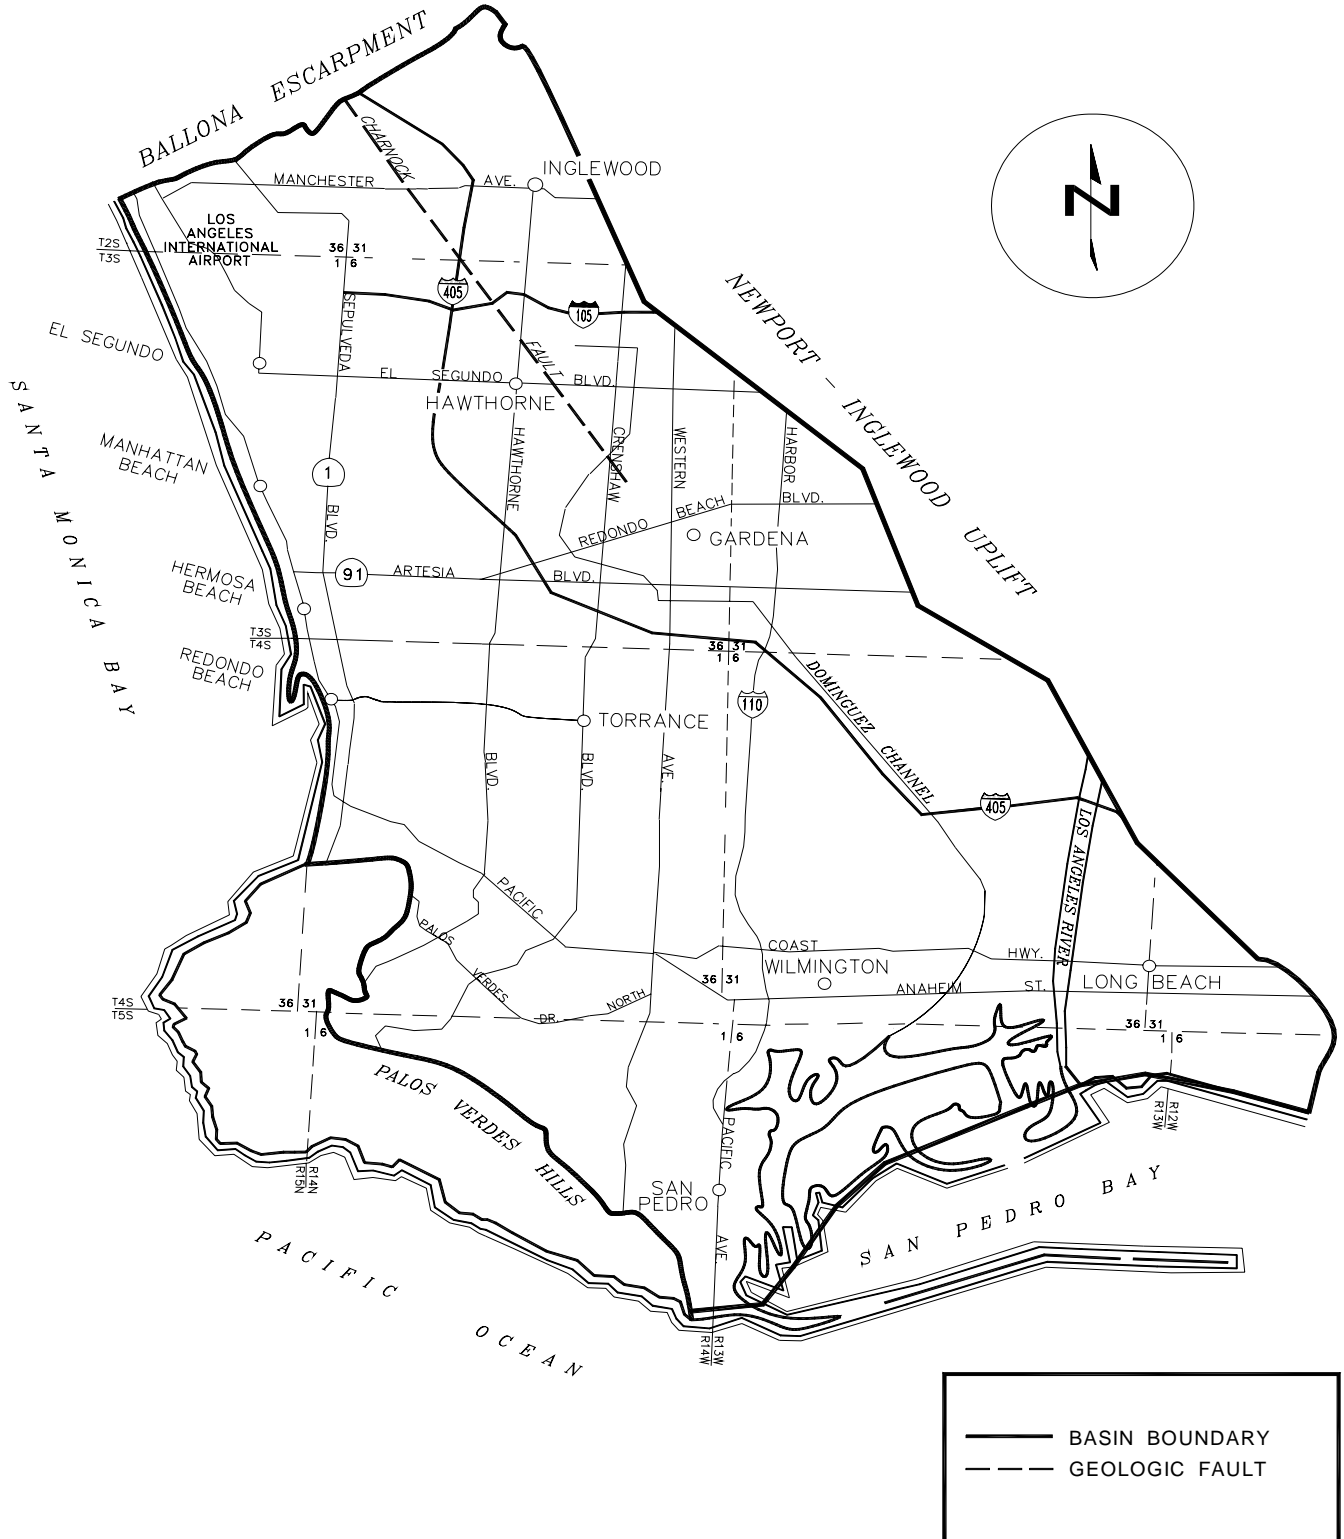 BALLONA ESCARPMENT
CHARNOCK
INGLEWOOD
MANCHESTER AVE.
N
LOS
ANGELES
INTERNATIONAL
AIRPORT
T2S
T3S
36 31
1 6
405
105
SEPULVEDA
NEWPORT - INGLEWOOD UPLIFT
EL SEGUNDO
FAULT
EL SEGUNDO BLVD.
HAWTHORNE
SANTA MONICA BAY
MANHATTAN
BEACH
1
BLVD.
HAWTHORNE
CRENSHAW
WESTERN
HARBOR
BLVD.
REDONDO BEACH
GARDENA
HERMOSA
BEACH
91
ARTESIA BLVD.
T3S
T4S
36 31
1 6
REDONDO
BEACH
DOMINGUEZ CHANNEL
110
TORRANCE
BLVD.
BLVD.
AVE.
405
LOS ANGELES RIVER
PACIFIC COAST HWY.
PALOS VERDES DR. NORTH
WILMINGTON
36 31
ANAHEIM ST.
LONG BEACH
T4S
T5S
36 31
1 6
1 6
36 31
1 6
PALOS VERDES HILLS
PACIFIC AVE.
R13W
R12W
R15N
R14N
SAN
PEDRO
SAN PEDRO BAY
PACIFIC OCEAN
R14W
R13W
BASIN BOUNDARY
GEOLOGIC FAULT